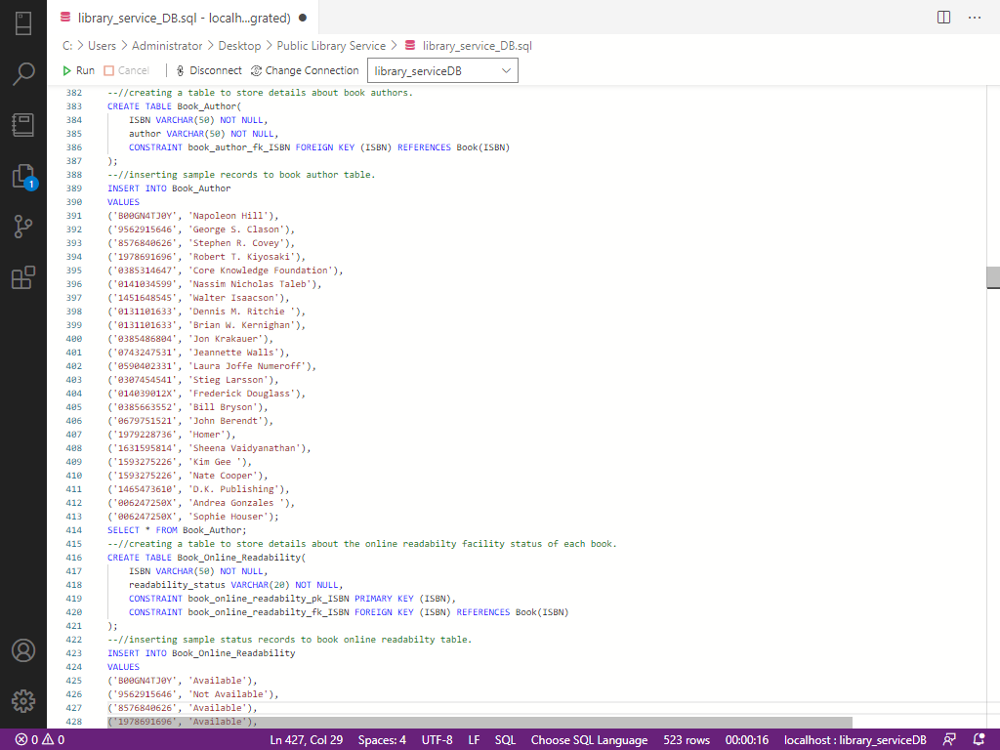 library_service_DB.sql - localh...grated)
C: > Users > Administrator > Desktop > Public Library Service > library_service_DB.sql
Run Cancel Disconnect Change Connection library_serviceDB
382 --//creating a table to store details about book authors.
383 CREATE TABLE Book_Author(
384 ISBN VARCHAR(50) NOT NULL,
385 author VARCHAR(50) NOT NULL,
386 CONSTRAINT book_author_fk_ISBN FOREIGN KEY (ISBN) REFERENCES Book(ISBN)
387 );
388 --//inserting sample records to book author table.
389 INSERT INTO Book_Author
390 VALUES
391 ('B00GN4TJ0Y', 'Napoleon Hill'),
392 ('9562915646', 'George S. Clason'),
393 ('8576840626', 'Stephen R. Covey'),
394 ('1978691696', 'Robert T. Kiyosaki'),
395 ('0385314647', 'Core Knowledge Foundation'),
396 ('0141034599', 'Nassim Nicholas Taleb'),
397 ('1451648545', 'Walter Isaacson'),
398 ('0131101633', 'Dennis M. Ritchie '),
399 ('0131101633', 'Brian W. Kernighan'),
400 ('0385486804', 'Jon Krakauer'),
401 ('0743247531', 'Jeannette Walls'),
402 ('0590402331', 'Laura Joffe Numeroff'),
403 ('0307454541', 'Stieg Larsson'),
404 ('014039012X', 'Frederick Douglass'),
405 ('0385663552', 'Bill Bryson'),
406 ('0679751521', 'John Berendt'),
407 ('1979228736', 'Homer'),
408 ('1631595814', 'Sheena Vaidyanathan'),
409 ('1593275226', 'Kim Gee '),
410 ('1593275226', 'Nate Cooper'),
411 ('1465473610', 'D.K. Publishing'),
412 ('006247250X', 'Andrea Gonzales '),
413 ('006247250X', 'Sophie Houser');
414 SELECT * FROM Book_Author;
415 --//creating a table to store details about the online readabilty facility status of each book.
416 CREATE TABLE Book_Online_Readability(
417 ISBN VARCHAR(50) NOT NULL,
418 readability_status VARCHAR(20) NOT NULL,
419 CONSTRAINT book_online_readabilty_pk_ISBN PRIMARY KEY (ISBN),
420 CONSTRAINT book_online_readabilty_fk_ISBN FOREIGN KEY (ISBN) REFERENCES Book(ISBN)
421 );
422 --//inserting sample status records to book online readabilty table.
423 INSERT INTO Book_Online_Readability
424 VALUES
425 ('B00GN4TJ0Y', 'Available'),
426 ('9562915646', 'Not Available'),
427 ('8576840626', 'Available'),
428 ('1978691696', 'Available'),
1
0 0 Ln 427, Col 29 Spaces: 4 UTF-8 LF SQL Choose SQL Language 523 rows 00:00:16 localhost : library_serviceDB